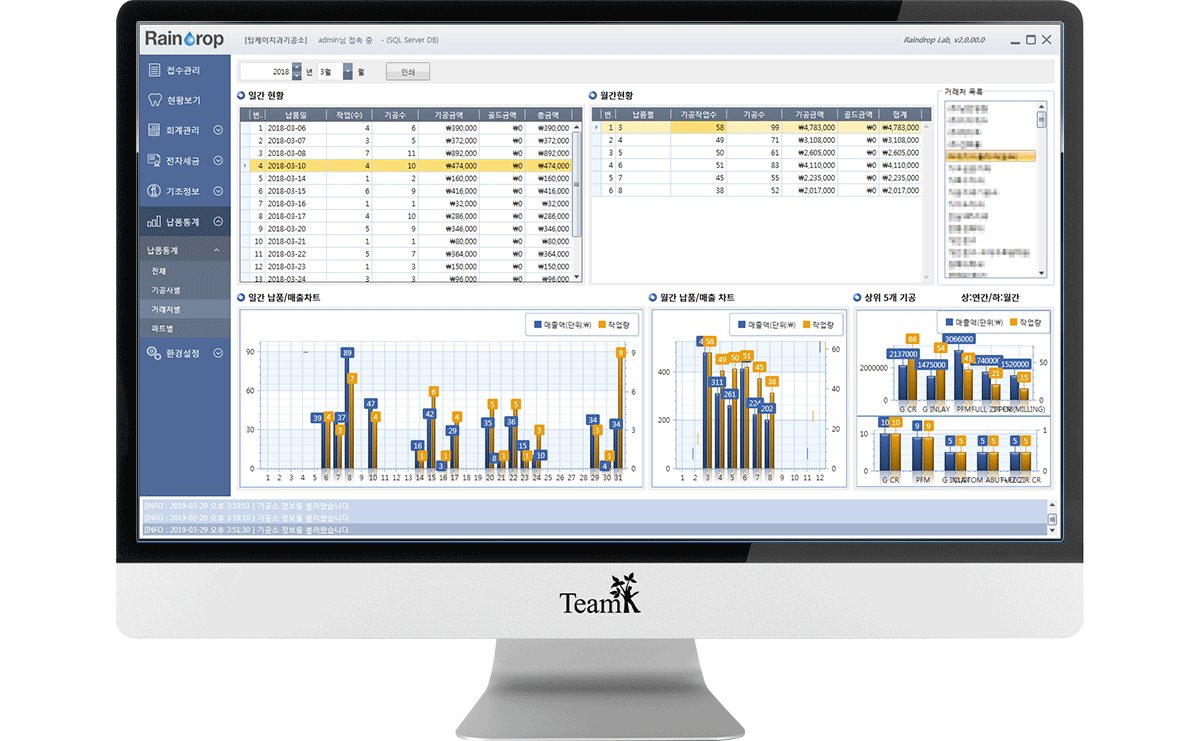 Raindrop [팀케이치과기공소] admin님 접속 중 - (SQL Server DB) Raindrop Lab, v2.0.00.0
접수관리
현황보기
회계관리
전자세금
기초정보
납품통계
납품통계
전체
기공사별
거래처별
파트별
환경설정
2018 년 3월 월 인쇄
일간 현황
번.. 납품일 작업(수) 기공수 기공금액 골드금액 총금액
1 2018-03-06 4 6 ₩390,000 ₩0 ₩390,000
2 2018-03-07 3 5 ₩372,000 ₩0 ₩372,000
3 2018-03-08 7 11 ₩892,000 ₩0 ₩892,000
4 2018-03-10 4 10 ₩474,000 ₩0 ₩474,000
5 2018-03-14 1 2 ₩160,000 ₩0 ₩160,000
6 2018-03-15 6 9 ₩416,000 ₩0 ₩416,000
7 2018-03-16 1 1 ₩32,000 ₩0 ₩32,000
8 2018-03-17 4 10 ₩286,000 ₩0 ₩286,000
9 2018-03-20 5 9 ₩346,000 ₩0 ₩346,000
10 2018-03-21 1 1 ₩80,000 ₩0 ₩80,000
11 2018-03-22 5 7 ₩364,000 ₩0 ₩364,000
12 2018-03-23 1 3 ₩150,000 ₩0 ₩150,000
13 2018-03-24 3 3 ₩96,000 ₩0 ₩96,000
월간현황
번.. 납품월 기공작업수 기공수 기공금액 골드금액 합계
1 3 58 99 ₩4,783,000 ₩0 ₩4,783,000
2 4 49 71 ₩3,108,000 ₩0 ₩3,108,000
3 5 50 61 ₩2,605,000 ₩0 ₩2,605,000
4 6 51 83 ₩4,110,000 ₩0 ₩4,110,000
5 7 45 55 ₩2,235,000 ₩0 ₩2,235,000
6 8 38 52 ₩2,017,000 ₩0 ₩2,017,000
거래처 목록
일간 납품/매출차트
매출액(단위:₩) 작업량
90 60 30 0
39 4 37 3 89 7 47 4 16 1 42 6 3 1 29 4 35 5 8 1 36 5 15 1 10 3 34 3 4 1 34 9
9 6 3 0
1 2 3 4 5 6 7 8 9 10 11 12 13 14 15 16 17 18 19 20 21 22 23 24 25 26 27 28 29 30 31
월간 납품/매출 차트
매출액(단위:₩) 작업량
400 200 0
58 311 49 261 50 51 45 202 38
60 40 20 0
1 2 3 4 5 6 7 8 9 10 11 12
상위 5개 기공 상:연간/하:월간
매출액(단위:₩) 작업량
2000000 0
2137000 66 1475000 54 3066000 41 21 1520000 15
50 0
G CR G INLAY PFM
10 0
10 10 9 9 5 5 5 5 5 5
1 0
G CR PFM
[INFO : 2019-03-29 오후 3:19:03 ] 기공소 정보를 불러왔습니다.
[INFO : 2019-03-29 오후 3:19:10 ] 기공소 정보를 불러왔습니다.
[INFO : 2019-03-29 오후 3:51:30 ] 기공소 정보를 불러왔습니다.
TeamK